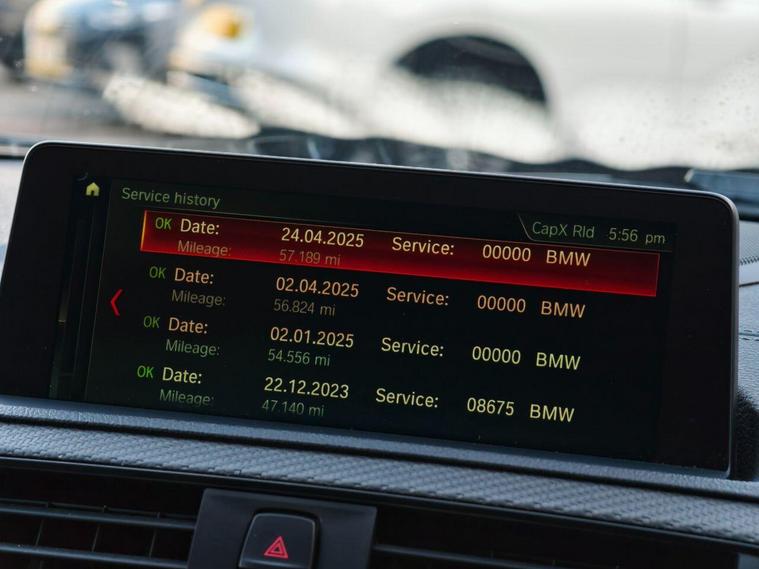 Service history
CapX Rld 5:56 pm
OK Date: 24.04.2025 Service: 00000 BMW
Mileage: 57.189 mi
OK Date: 02.04.2025 Service: 00000 BMW
Mileage: 56.824 mi
OK Date: 02.01.2025 Service: 00000 BMW
Mileage: 54.556 mi
OK Date: 22.12.2023 Service: 08675 BMW
Mileage: 47.140 mi